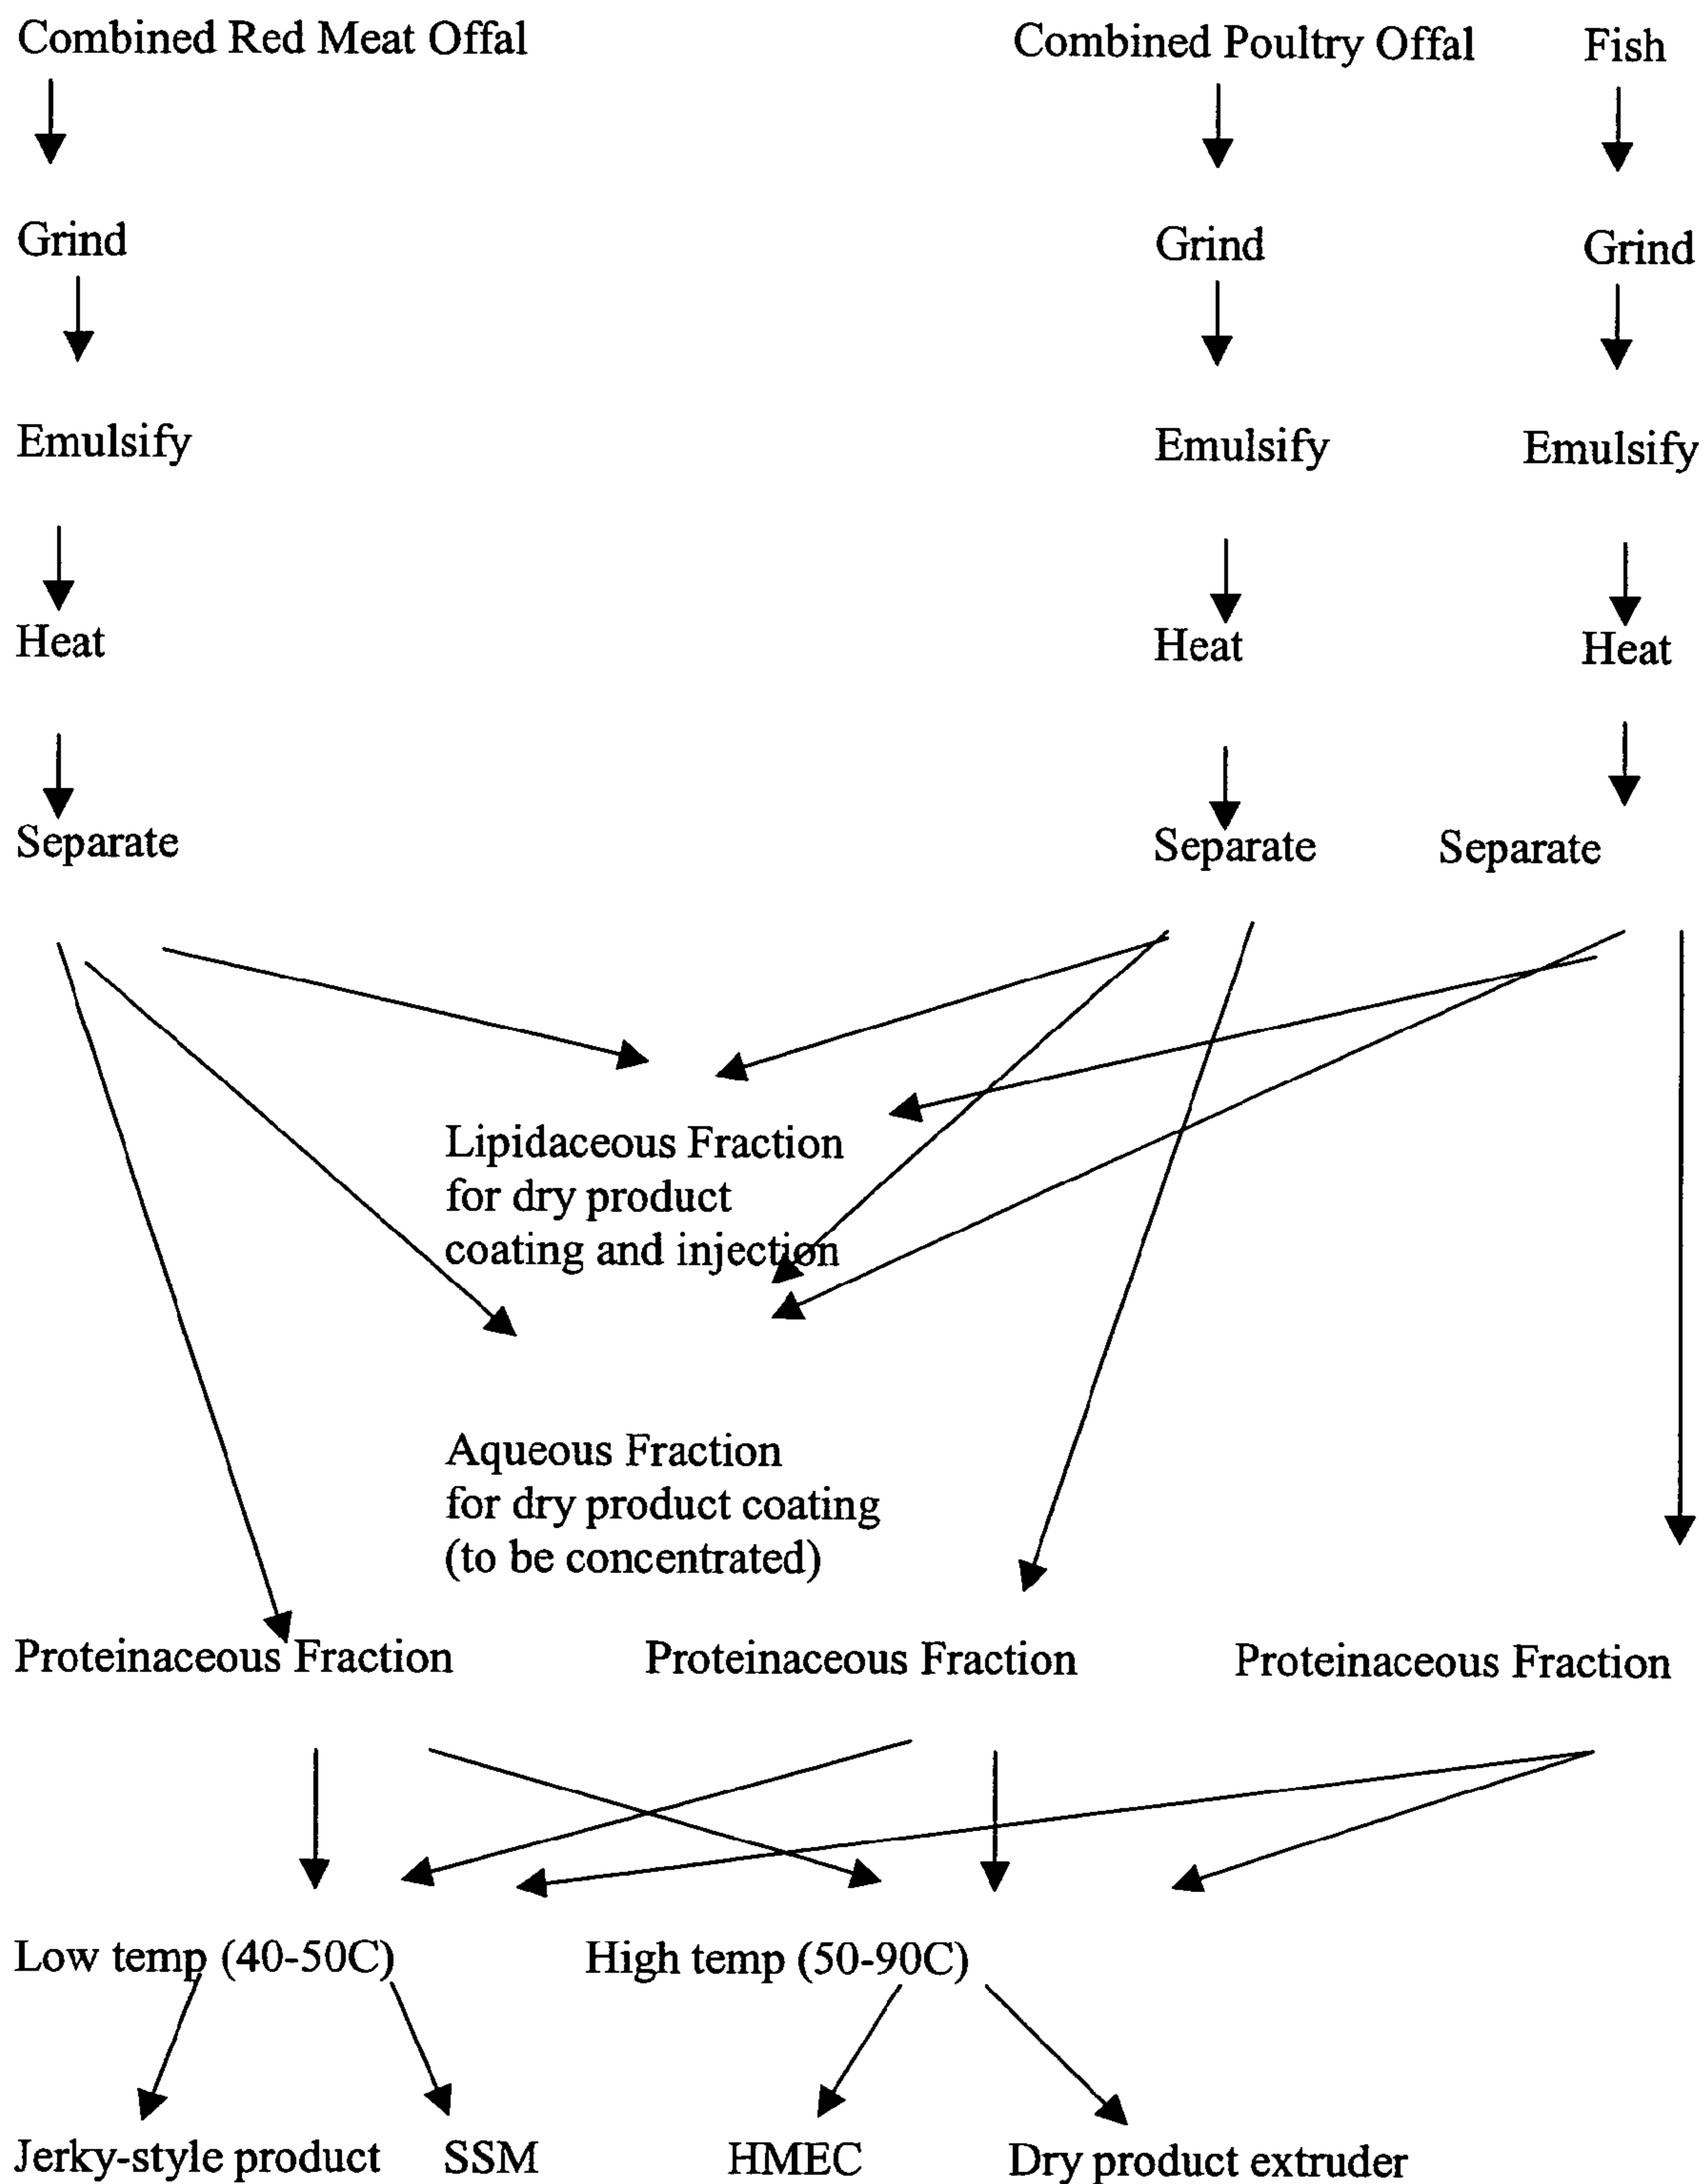 Combined Red Meat Offal
Combined Poultry Offal
Fish
Grind
Grind
Grind
Emulsify
Emulsify
Emulsify
Heat
Heat
Heat
Separate
Separate
Separate
Lipidaceous Fraction
for dry product
coating and injection
Aqueous Fraction
for dry product coating
(to be concentrated)
Proteinaceous Fraction
Proteinaceous Fraction
Proteinaceous Fraction
Low temp (40-50C)
High temp (50-90C)
Jerky-style product
SSM
HMEC
Dry product extruder